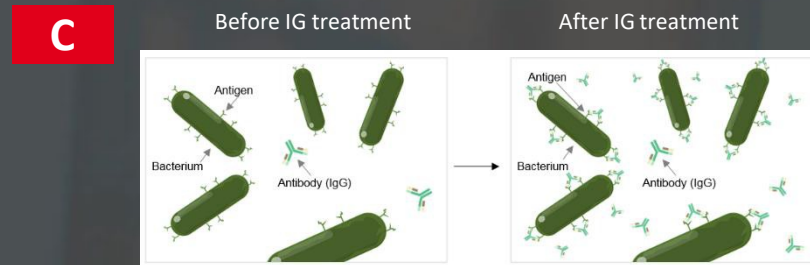 C
Before IG treatment
After IG treatment
Antigen
Bacterium
Antibody (IgG)
Antigen
Bacterium
Antibody (IgG)